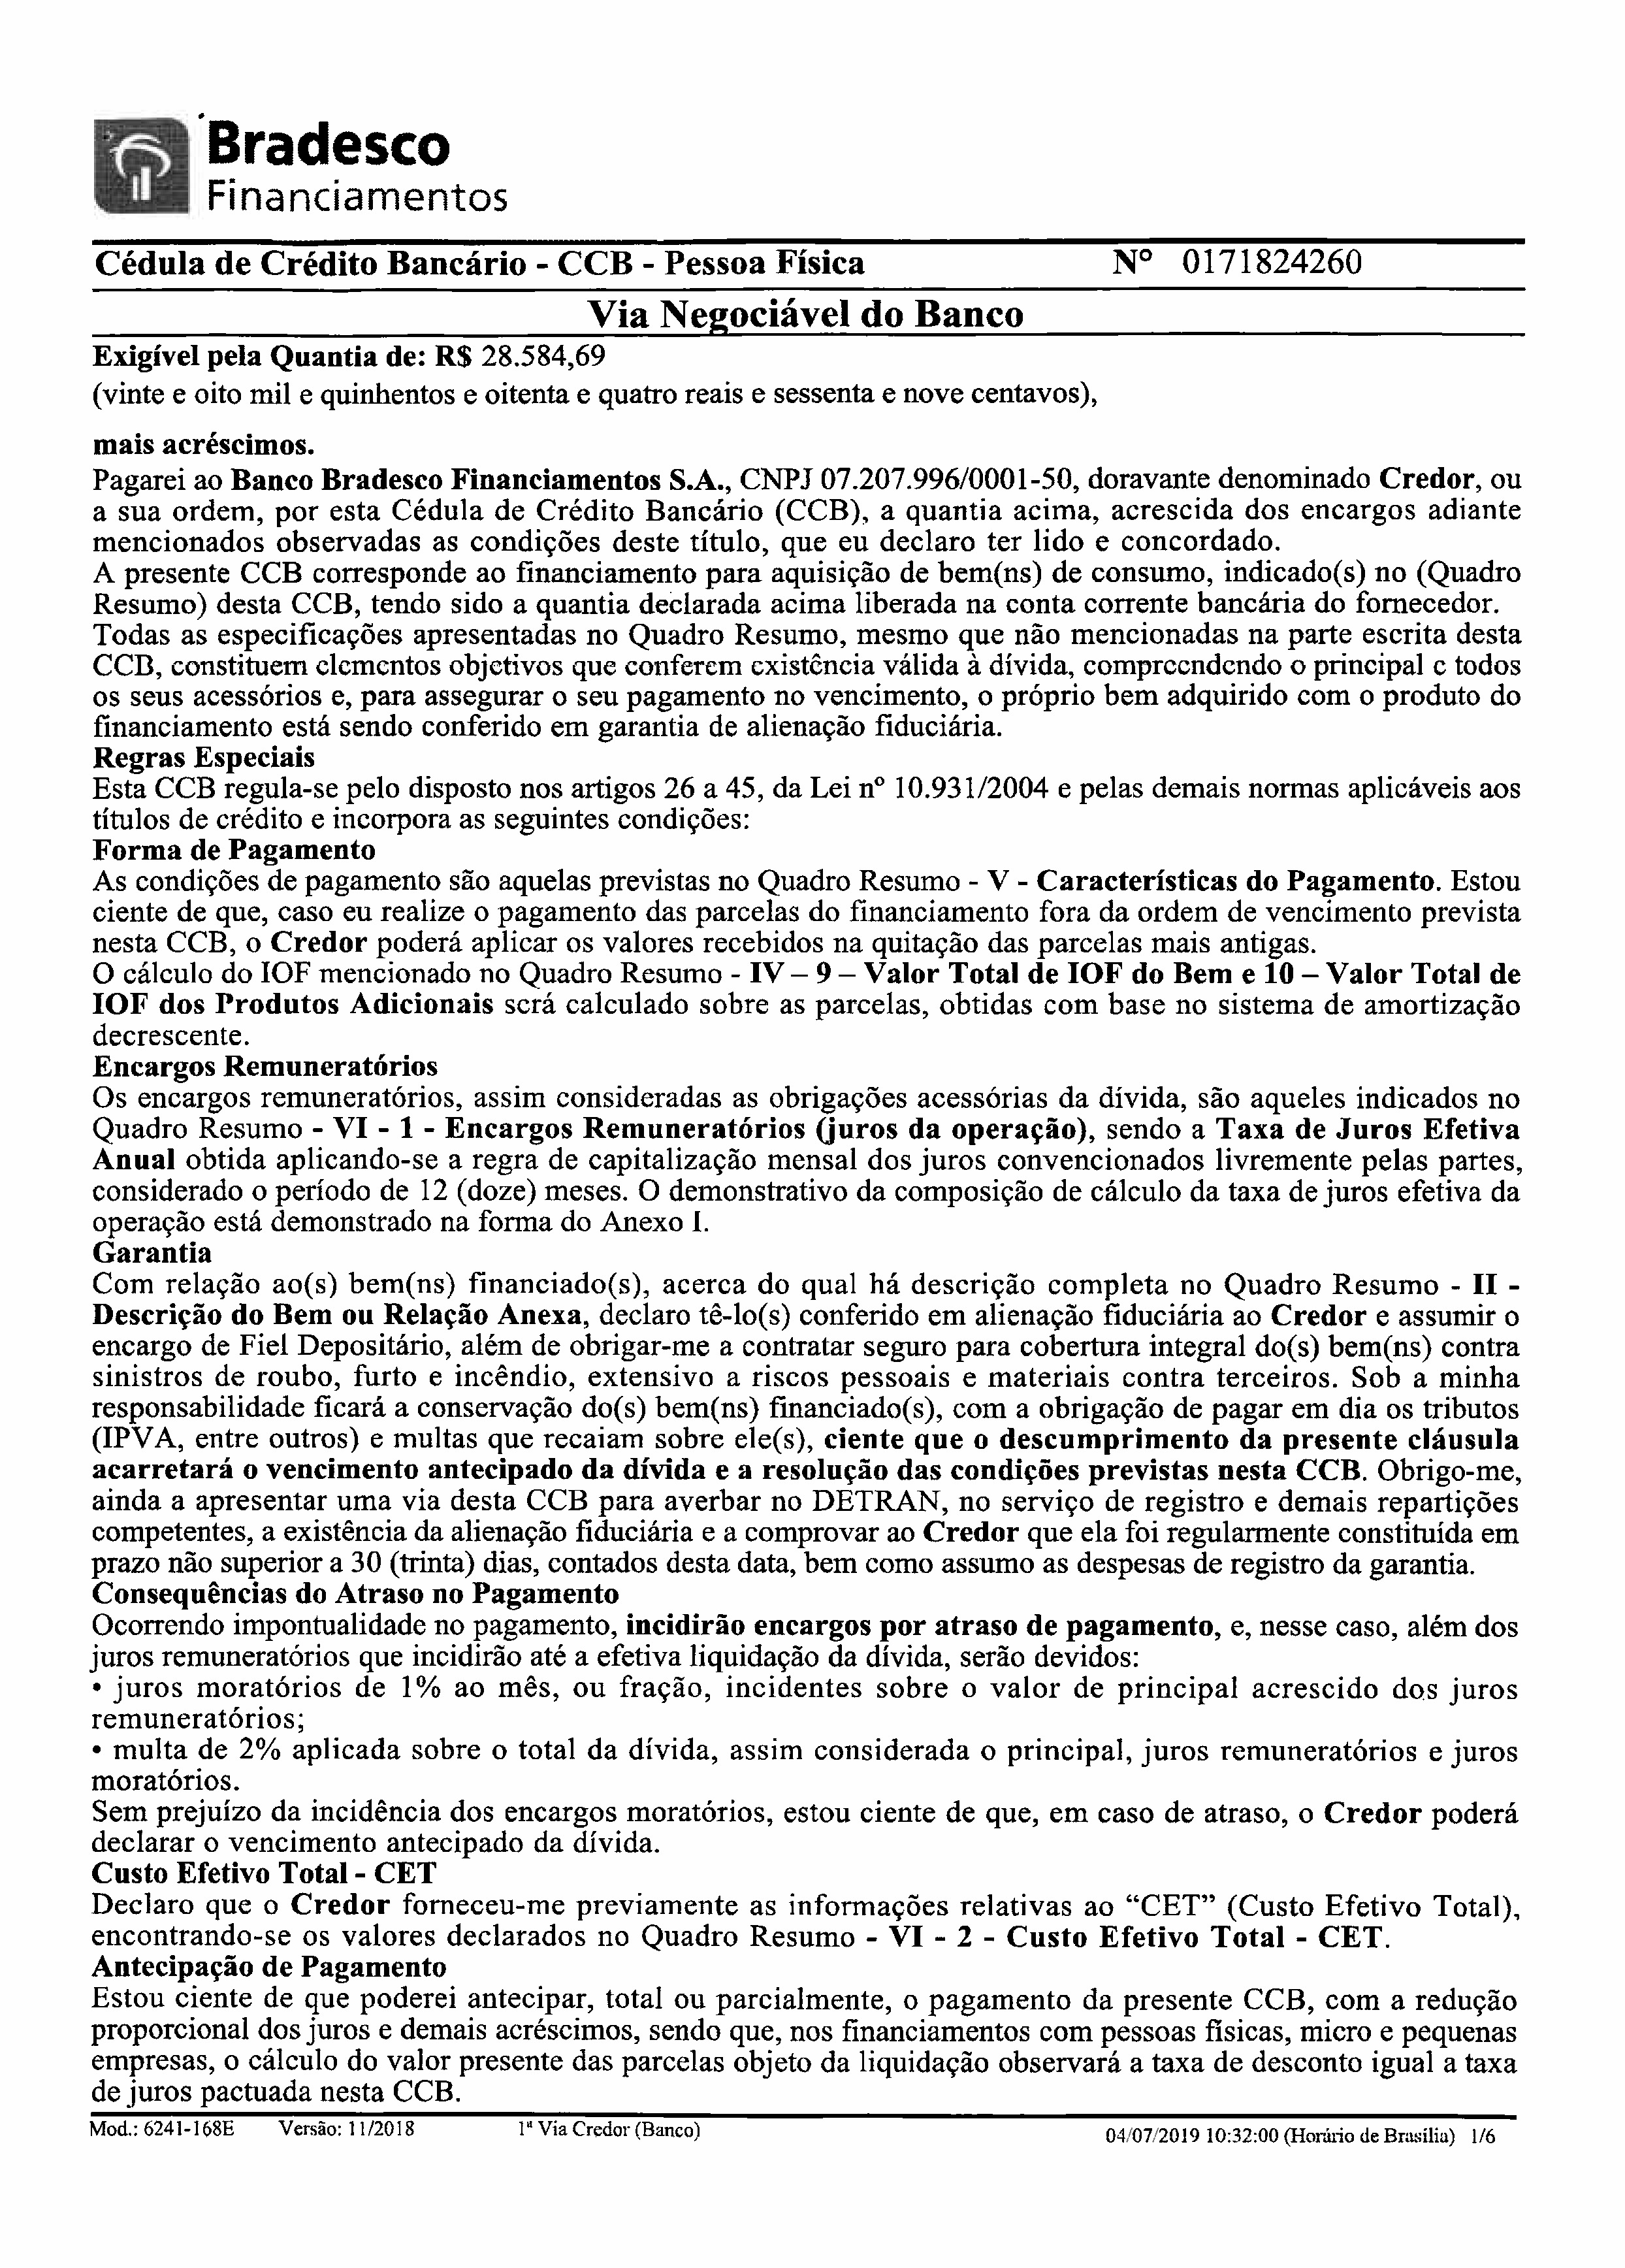 Bradesco
Financiamentos
Cédula de Crédito Bancário - CCB - Pessoa Física Nº 0171824260
Via Negociável do Banco
Exigível pela Quantia de: R$ 28.584,69
(vinte e oito mil e quinhentos e oitenta e quatro reais e sessenta e nove centavos),
mais acréscimos.
Pagarei ao Banco Bradesco Financiamentos S.A., CNPJ 07.207.996/0001-50, doravante denominado Credor, ou
a sua ordem, por esta Cédula de Crédito Bancário (CCB), a quantia acima, acrescida dos encargos adiante
mencionados observadas as condições deste título, que eu declaro ter lido e concordado.
A presente CCB corresponde ao financiamento para aquisição de bem(ns) de consumo, indicado(s) no (Quadro
Resumo) desta CCB, tendo sido a quantia declarada acima liberada na conta corrente bancária do fornecedor.
Todas as especificações apresentadas no Quadro Resumo, mesmo que não mencionadas na parte escrita desta
CCB, constituem elementos objetivos que conferem existência válida à dívida, compreendendo o principal e todos
os seus acessórios e, para assegurar o seu pagamento no vencimento, o próprio bem adquirido com o produto do
financiamento está sendo conferido em garantia de alienação fiduciária.
Regras Especiais
Esta CCB regula-se pelo disposto nos artigos 26 a 45, da Lei nº 10.931/2004 e pelas demais normas aplicáveis aos
títulos de crédito e incorpora as seguintes condições:
Forma de Pagamento
As condições de pagamento são aquelas previstas no Quadro Resumo - V - Características do Pagamento. Estou
ciente de que, caso eu realize o pagamento das parcelas do financiamento fora da ordem de vencimento prevista
nesta CCB, o Credor poderá aplicar os valores recebidos na quitação das parcelas mais antigas.
O cálculo do IOF mencionado no Quadro Resumo - IV – 9 – Valor Total de IOF do Bem e 10 – Valor Total de
IOF dos Produtos Adicionais será calculado sobre as parcelas, obtidas com base no sistema de amortização
decrescente.
Encargos Remuneratórios
Os encargos remuneratórios, assim consideradas as obrigações acessórias da dívida, são aqueles indicados no
Quadro Resumo - VI - 1 - Encargos Remuneratórios (juros da operação), sendo a Taxa de Juros Efetiva
Anual obtida aplicando-se a regra de capitalização mensal dos juros convencionados livremente pelas partes,
considerado o período de 12 (doze) meses. O demonstrativo da composição de cálculo da taxa de juros efetiva da
operação está demonstrado na forma do Anexo I.
Garantia
Com relação ao(s) bem(ns) financiado(s), acerca do qual há descrição completa no Quadro Resumo - II -
Descrição do Bem ou Relação Anexa, declaro tê-lo(s) conferido em alienação fiduciária ao Credor e assumir o
encargo de Fiel Depositário, além de obrigar-me a contratar seguro para cobertura integral do(s) bem(ns) contra
sinistros de roubo, furto e incêndio, extensivo a riscos pessoais e materiais contra terceiros. Sob a minha
responsabilidade ficará a conservação do(s) bem(ns) financiado(s), com a obrigação de pagar em dia os tributos
(IPVA, entre outros) e multas que recaiam sobre ele(s), ciente que o descumprimento da presente cláusula
acarretará o vencimento antecipado da dívida e a resolução das condições previstas nesta CCB. Obrigo-me,
ainda a apresentar uma via desta CCB para averbar no DETRAN, no serviço de registro e demais repartições
competentes, a existência da alienação fiduciária e a comprovar ao Credor que ela foi regularmente constituída em
prazo não superior a 30 (trinta) dias, contados desta data, bem como assumo as despesas de registro da garantia.
Consequências do Atraso no Pagamento
Ocorrendo impontualidade no pagamento, incidirão encargos por atraso de pagamento, e, nesse caso, além dos
juros remuneratórios que incidirão até a efetiva liquidação da dívida, serão devidos:
• juros moratórios de 1% ao mês, ou fração, incidentes sobre o valor de principal acrescido dos juros
remuneratórios;
• multa de 2% aplicada sobre o total da dívida, assim considerada o principal, juros remuneratórios e juros
moratórios.
Sem prejuízo da incidência dos encargos moratórios, estou ciente de que, em caso de atraso, o Credor poderá
declarar o vencimento antecipado da dívida.
Custo Efetivo Total - CET
Declaro que o Credor forneceu-me previamente as informações relativas ao “CET” (Custo Efetivo Total),
encontrando-se os valores declarados no Quadro Resumo - VI - 2 - Custo Efetivo Total - CET.
Antecipação de Pagamento
Estou ciente de que poderei antecipar, total ou parcialmente, o pagamento da presente CCB, com a redução
proporcional dos juros e demais acréscimos, sendo que, nos financiamentos com pessoas físicas, micro e pequenas
empresas, o cálculo do valor presente das parcelas objeto da liquidação observará a taxa de desconto igual a taxa
de juros pactuada nesta CCB.
Mod.: 6241-168E Versão: 11/2018 1ª Via Credor (Banco) 04/07/2019 10:32:00 (Horário de Brasília) 1/6